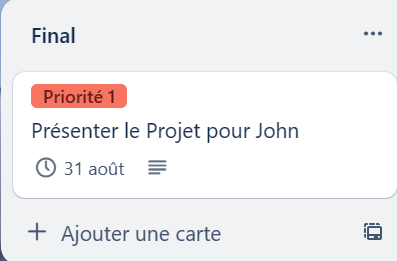 Final
Priorité 1
Présenter le Projet pour John
31 août
Ajouter une carte